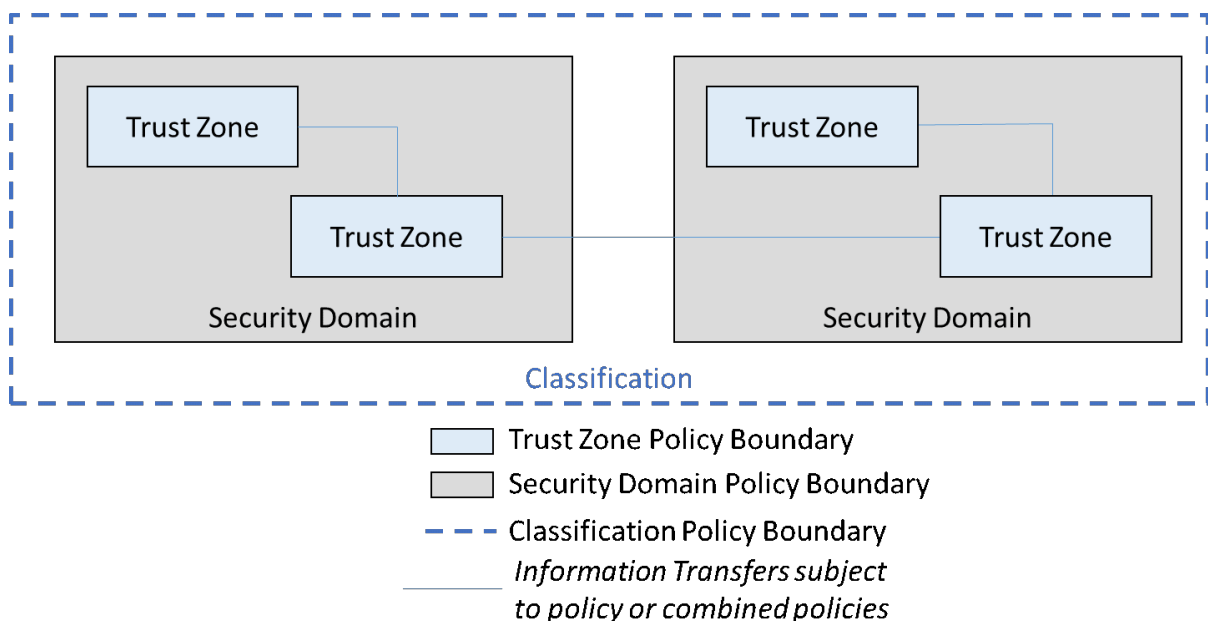 Trust Zone
Trust Zone
Security Domain
Trust Zone
Trust Zone
Security Domain
Classification
Trust Zone Policy Boundary
Security Domain Policy Boundary
Classification Policy Boundary
Information Transfers subject
to policy or combined policies